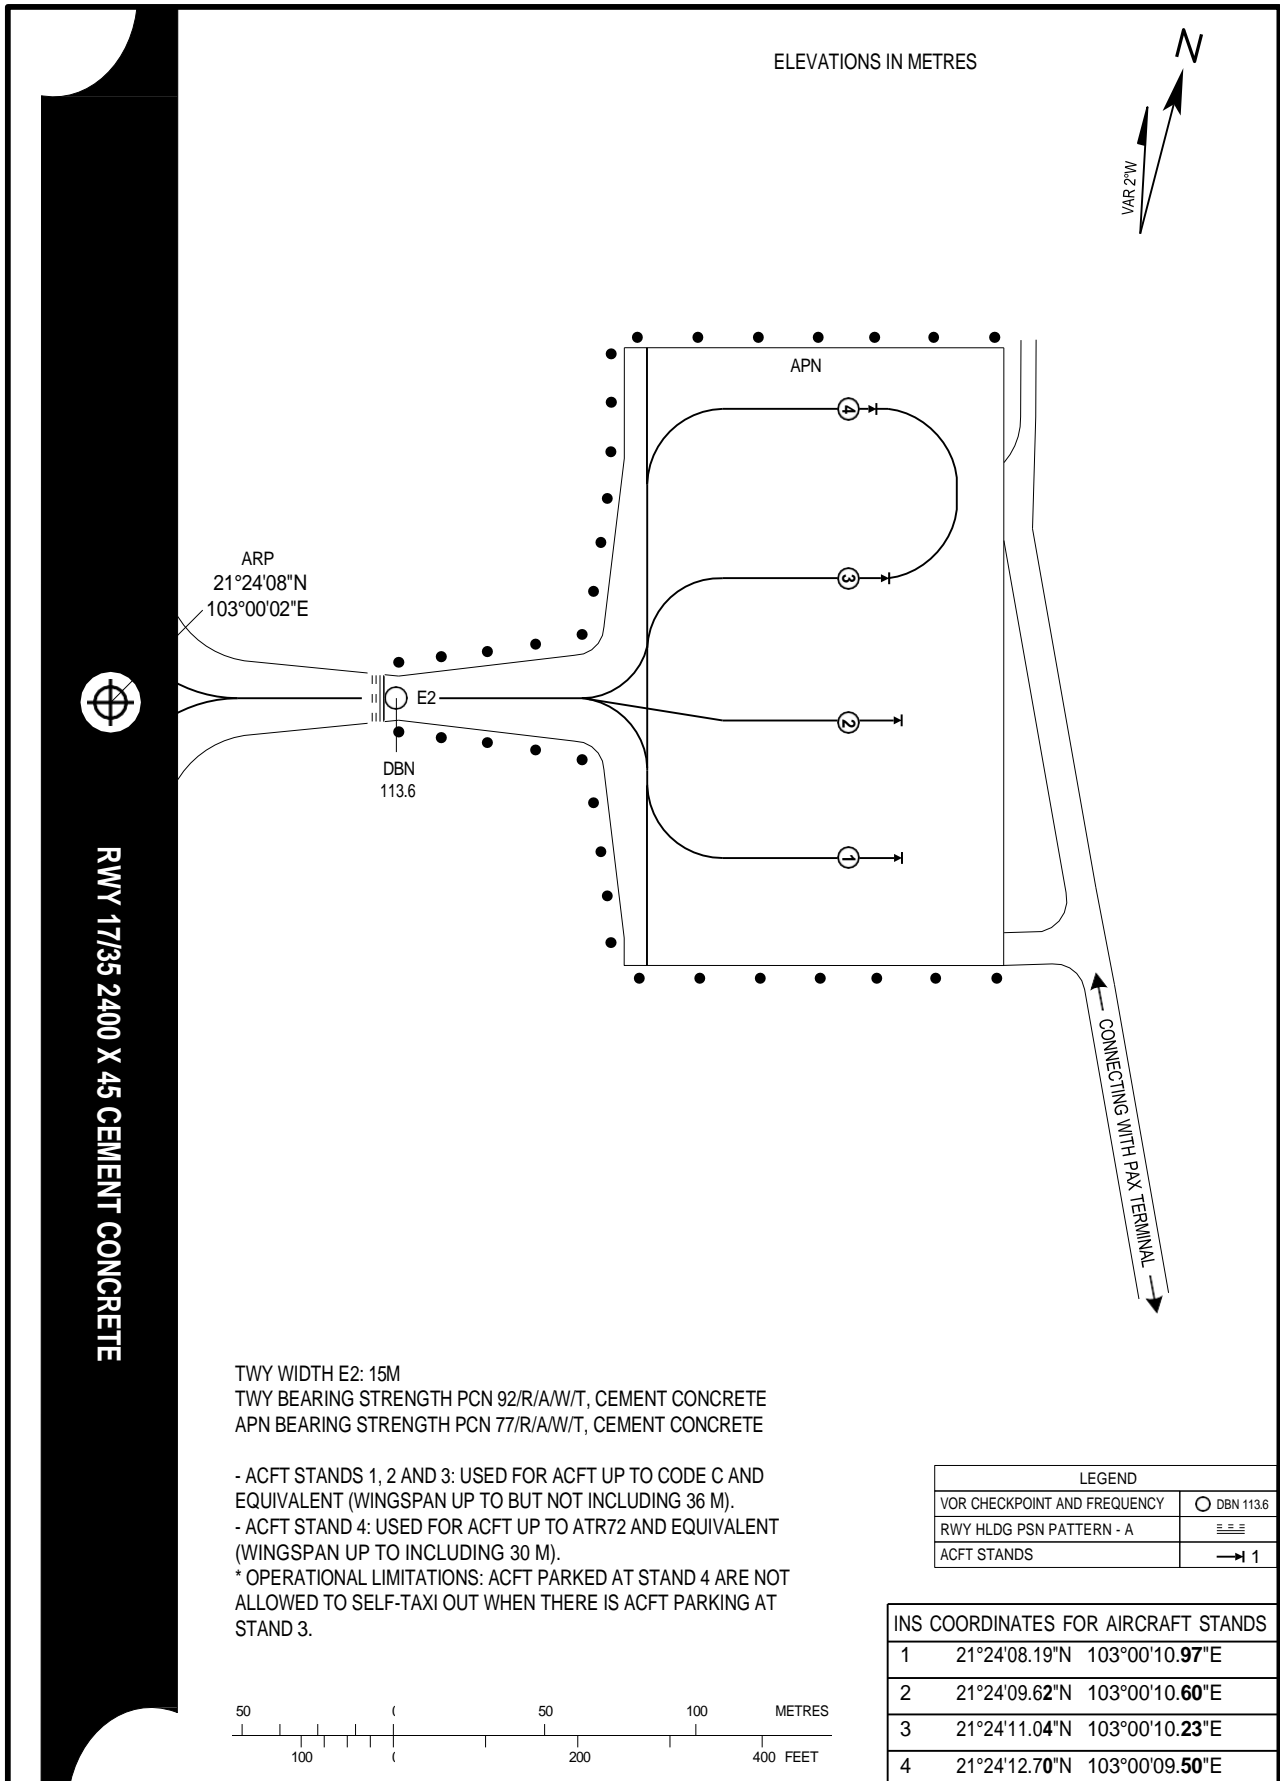 ELEVATIONS IN METRES
N
VAR 2°W
APN
4
3
2
1
ARP
21°24'08"N
103°00'02"E
E2
DBN
113.6
RWY 17/35 2400 X 45 CEMENT CONCRETE
CONNECTING WITH PAX TERMINAL
TWY WIDTH E2: 15M
TWY BEARING STRENGTH PCN 92/R/A/W/T, CEMENT CONCRETE
APN BEARING STRENGTH PCN 77/R/A/W/T, CEMENT CONCRETE
- ACFT STANDS 1, 2 AND 3: USED FOR ACFT UP TO CODE C AND
EQUIVALENT (WINGSPAN UP TO BUT NOT INCLUDING 36 M).
- ACFT STAND 4: USED FOR ACFT UP TO ATR72 AND EQUIVALENT
(WINGSPAN UP TO INCLUDING 30 M).
* OPERATIONAL LIMITATIONS: ACFT PARKED AT STAND 4 ARE NOT
ALLOWED TO SELF-TAXI OUT WHEN THERE IS ACFT PARKING AT
STAND 3.
LEGEND
VOR CHECKPOINT AND FREQUENCY DBN 113.6
RWY HLDG PSN PATTERN - A
ACFT STANDS 1
INS COORDINATES FOR AIRCRAFT STANDS
1 21°24'08.19"N 103°00'10.97"E
2 21°24'09.62"N 103°00'10.60"E
3 21°24'11.04"N 103°00'10.23"E
4 21°24'12.70"N 103°00'09.50"E
50 50 100 METRES
100 200 400 FEET